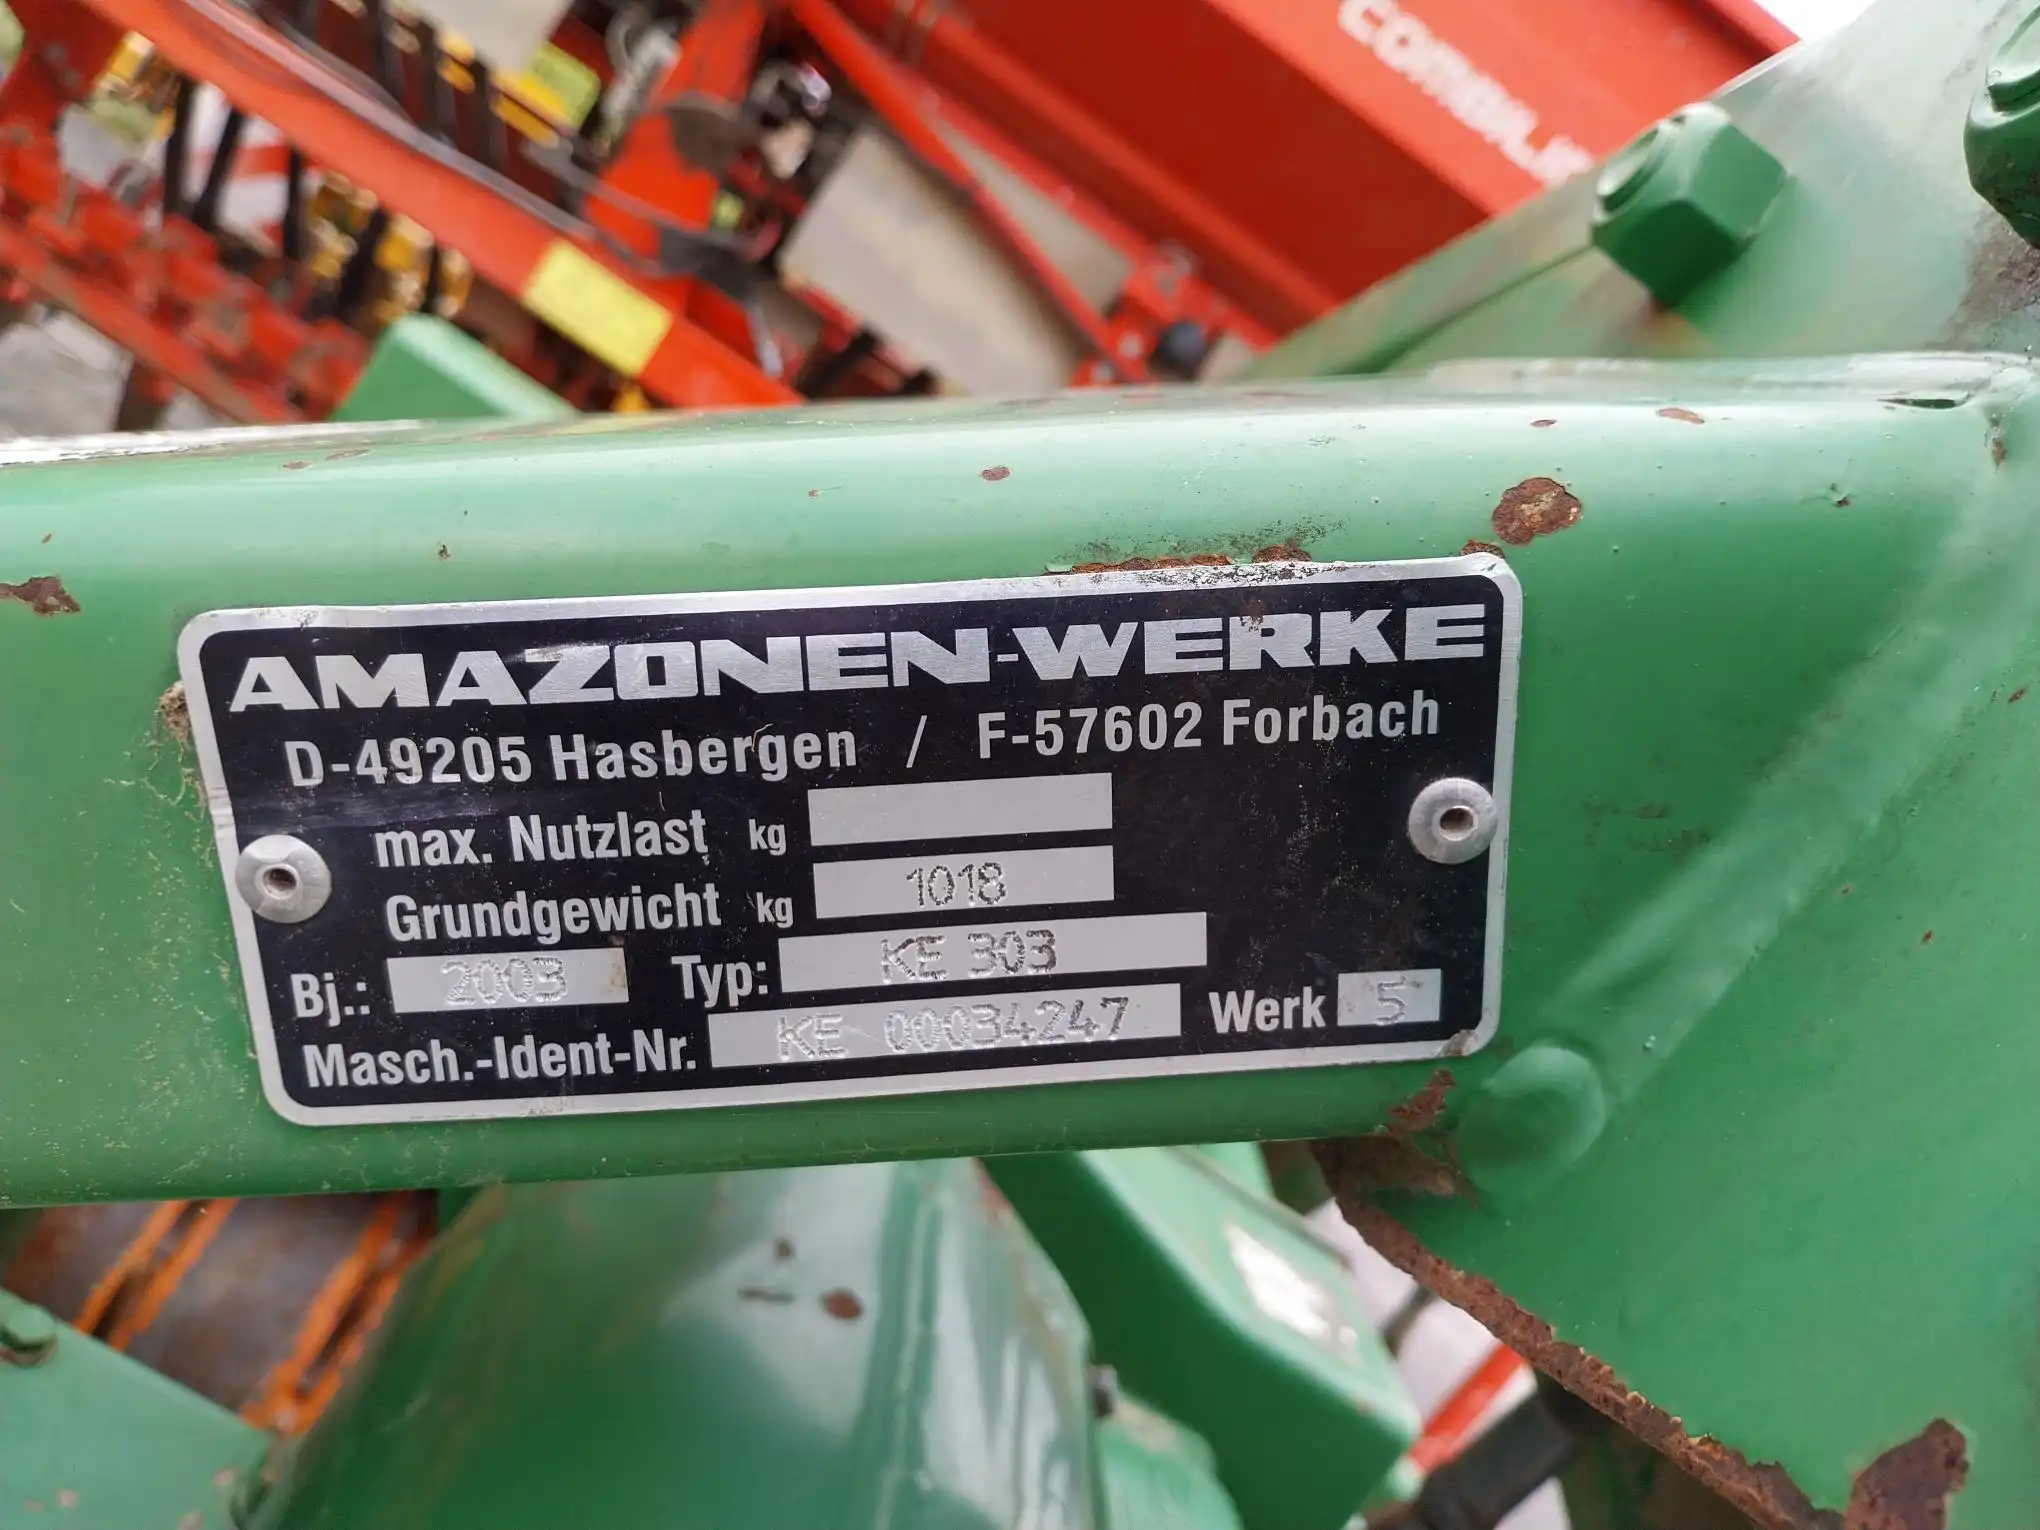 AMAZONEN-WERKE
D-49205 Hasbergen / F-57602 Forbach
max. Nutzlast kg
Grundgewicht kg 1018
Bj.: 2003 Typ: KE 303
Masch.-Ident-Nr. KE 00034247 Werk 5